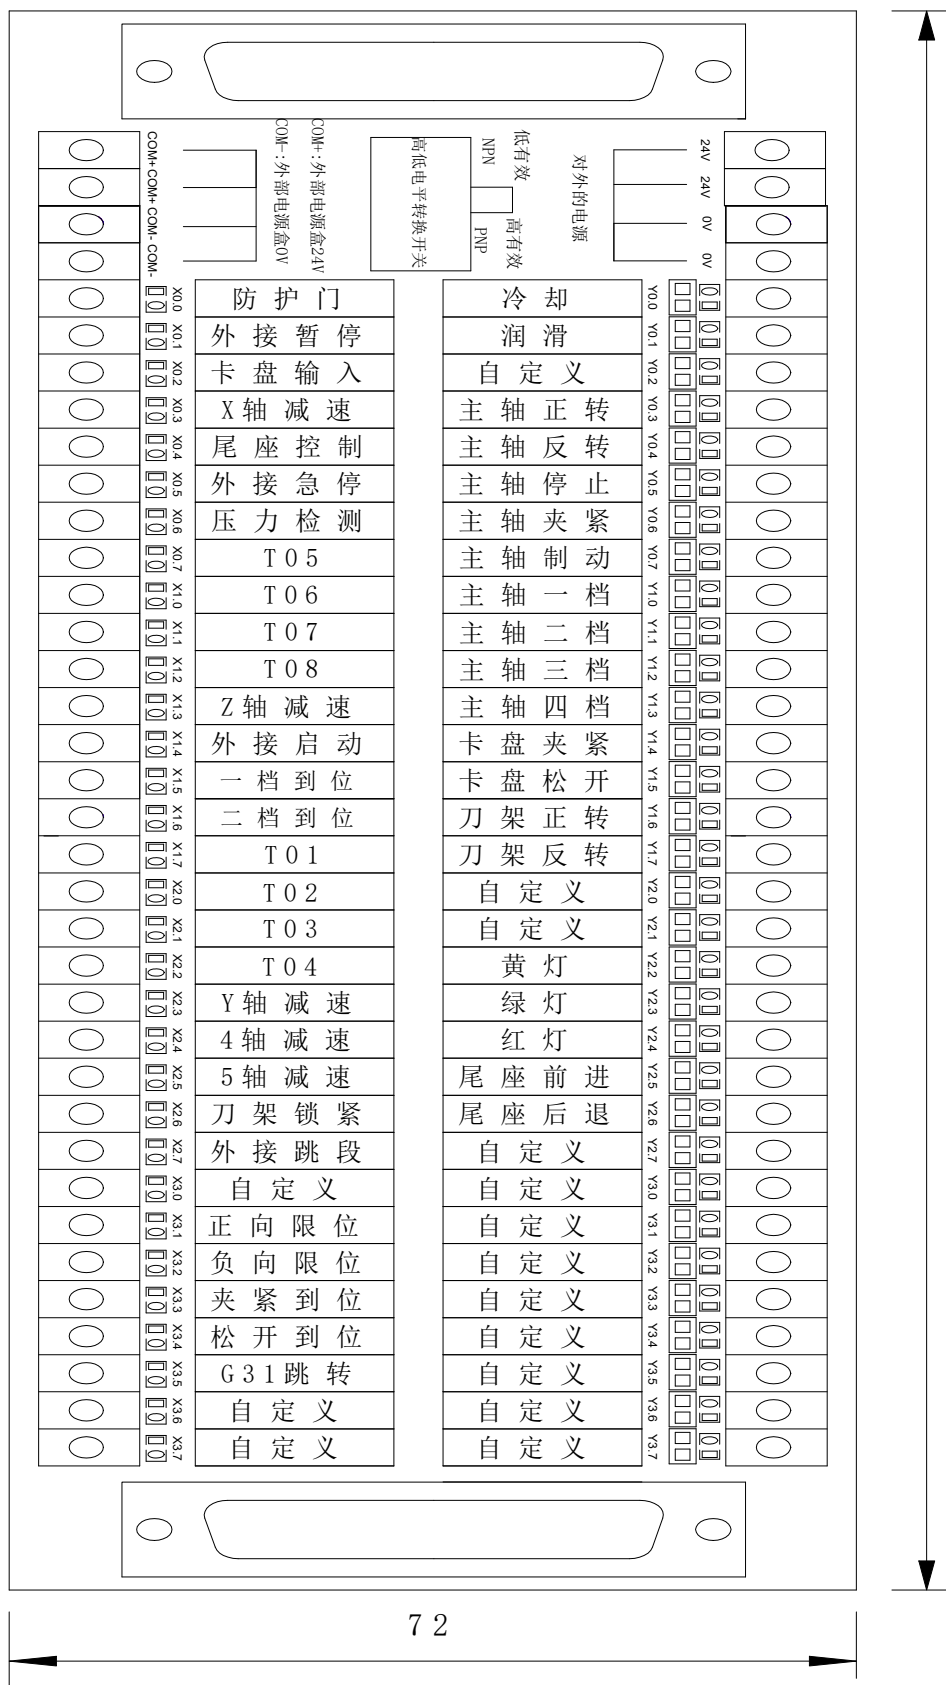 COM+ COM+ COM- COM-
COM-:外部电源盒0V
COM+:外部电源盒24V
高低电平转换开关
NPN
PNP
低有效
高有效
对外的电源
24V
24V
0V
0V
X0.0 防护门 冷却 Y0.0
X0.1 外接暂停 润滑 Y0.1
X0.2 卡盘输入 自定义 Y0.2
X0.3 X轴减速 主轴正转 Y0.3
X0.4 尾座控制 主轴反转 Y0.4
X0.5 外接急停 主轴停止 Y0.5
X0.6 压力检测 主轴夹紧 Y0.6
X0.7 T05 主轴制动 Y0.7
X1.0 T06 主轴一档 Y1.0
X1.1 T07 主轴二档 Y1.1
X1.2 T08 主轴三档 Y1.2
X1.3 Z轴减速 主轴四档 Y1.3
X1.4 外接启动 卡盘夹紧 Y1.4
X1.5 一档到位 卡盘松开 Y1.5
X1.6 二档到位 刀架正转 Y1.6
X1.7 T01 刀架反转 Y1.7
X2.0 T02 自定义 Y2.0
X2.1 T03 自定义 Y2.1
X2.2 T04 黄灯 Y2.2
X2.3 Y轴减速 绿灯 Y2.3
X2.4 4轴减速 红灯 Y2.4
X2.5 5轴减速 尾座前进 Y2.5
X2.6 刀架锁紧 尾座后退 Y2.6
X2.7 外接跳段 自定义 Y2.7
X3.0 自定义 自定义 Y3.0
X3.1 正向限位 自定义 Y3.1
X3.2 负向限位 自定义 Y3.2
X3.3 夹紧到位 自定义 Y3.3
X3.4 松开到位 自定义 Y3.4
X3.5 G31跳转 自定义 Y3.5
X3.6 自定义 自定义 Y3.6
X3.7 自定义 自定义 Y3.7
72